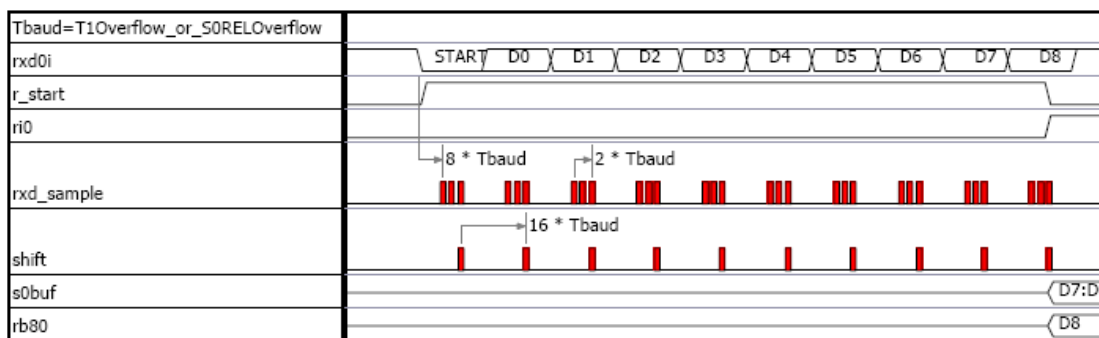 Tbaud=T1Overflow_or_S0RELOverflow
rxd0i START D0 D1 D2 D3 D4 D5 D6 D7 D8
r_start
ri0
8 * Tbaud 2 * Tbaud
rxd_sample
16 * Tbaud
shift
s0buf D7:D
rb80 D8